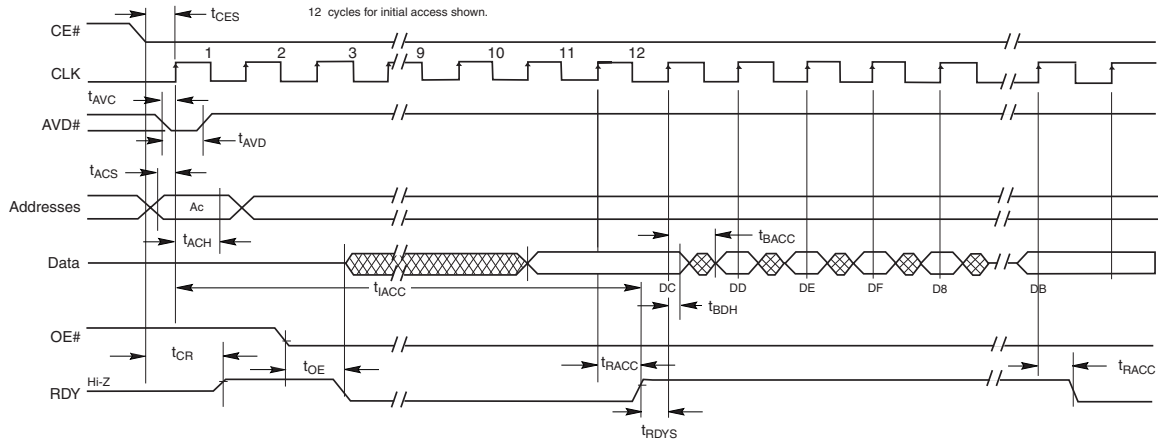 12 cycles for initial access shown.
tCES
CE#
1 2 3 9 10 11 12
CLK
tAVC
AVD#
tAVD
tACS
Addresses
Ac
tACH
tBACC
Data
tIACC
DC DD DE DF D8 DB
tBDH
OE#
tCR
tOE
tRACC
tRACC
Hi-Z
RDY
tRDYS